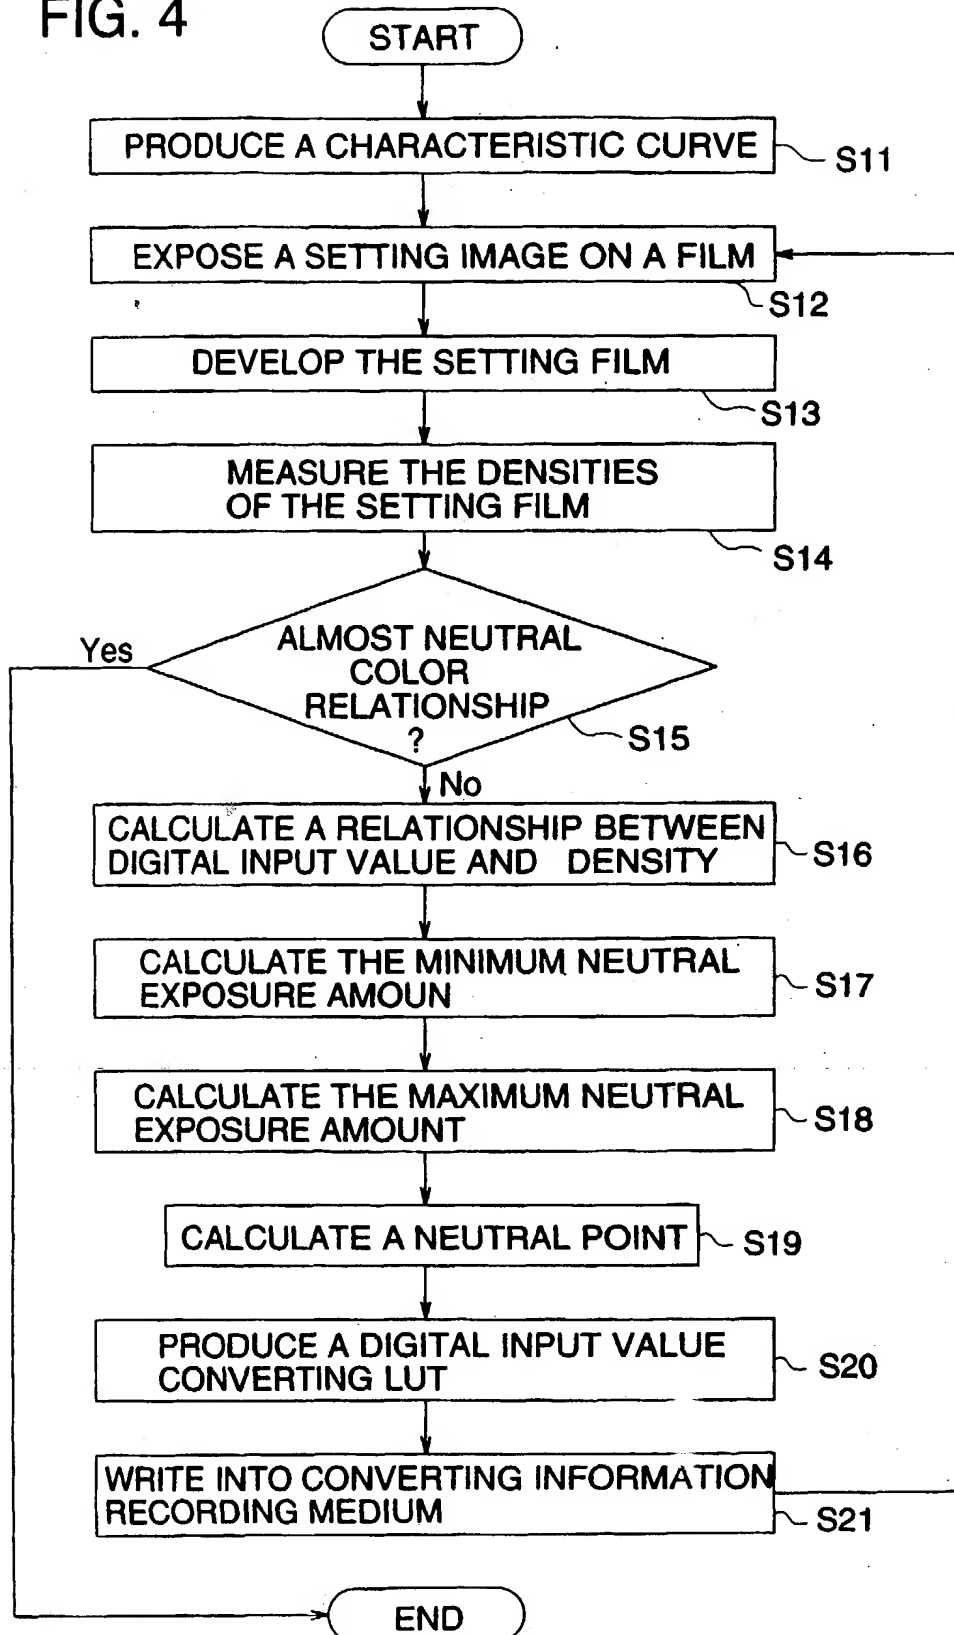 FIG. 4
START
PRODUCE A CHARACTERISTIC CURVE
S11
EXPOSE A SETTING IMAGE ON A FILM
S12
DEVELOP THE SETTING FILM
S13
MEASURE THE DENSITIES
OF THE SETTING FILM
S14
Yes
ALMOST NEUTRAL
COLOR
RELATIONSHIP
?
S15
No
CALCULATE A RELATIONSHIP BETWEEN
DIGITAL INPUT VALUE AND DENSITY
S16
CALCULATE THE MINIMUM NEUTRAL
EXPOSURE AMOUN
S17
CALCULATE THE MAXIMUM NEUTRAL
EXPOSURE AMOUNT
S18
CALCULATE A NEUTRAL POINT
S19
PRODUCE A DIGITAL INPUT VALUE
CONVERTING LUT
S20
WRITE INTO CONVERTING INFORMATION
RECORDING MEDIUM
S21
END